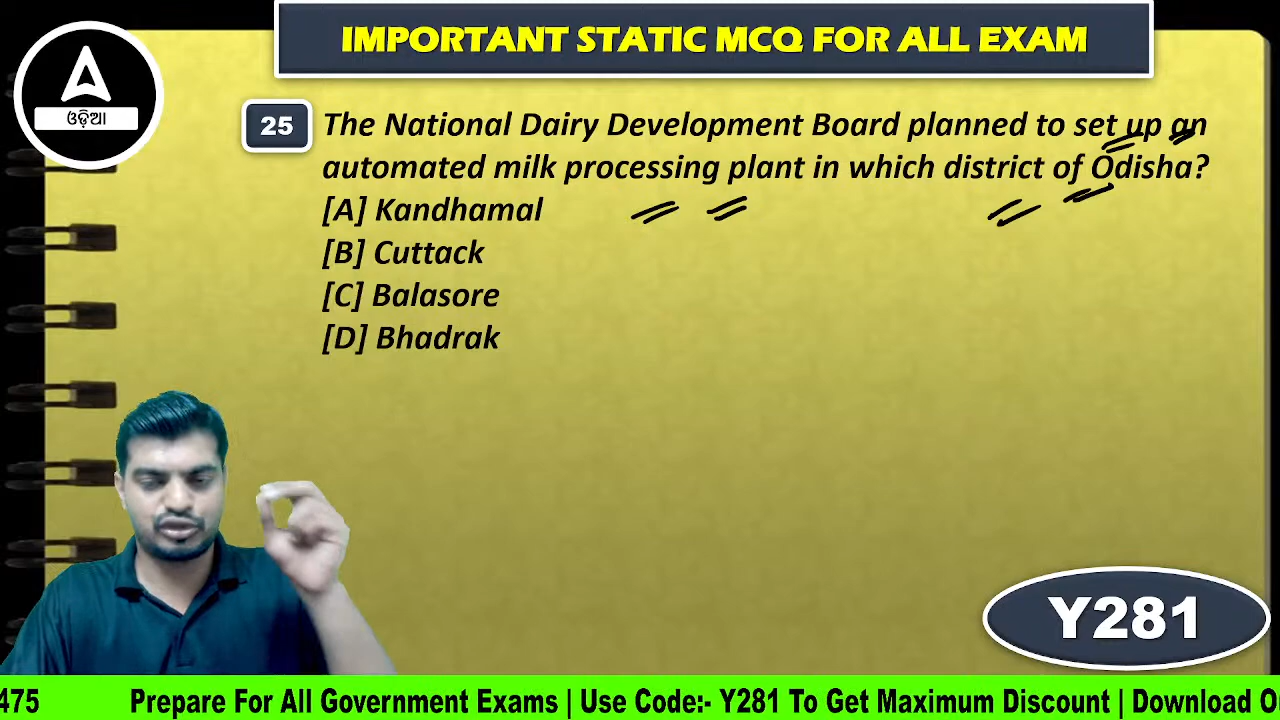 IMPORTANT STATIC MCQ FOR ALL EXAM
ଓଡ଼ିଆ
25
The National Dairy Development Board planned to set up an
automated milk processing plant in which district of Odisha?
[A] Kandhamal
[B] Cuttack
[C] Balasore
[D] Bhadrak
Y281
475 Prepare For All Government Exams | Use Code:- Y281 To Get Maximum Discount | Download